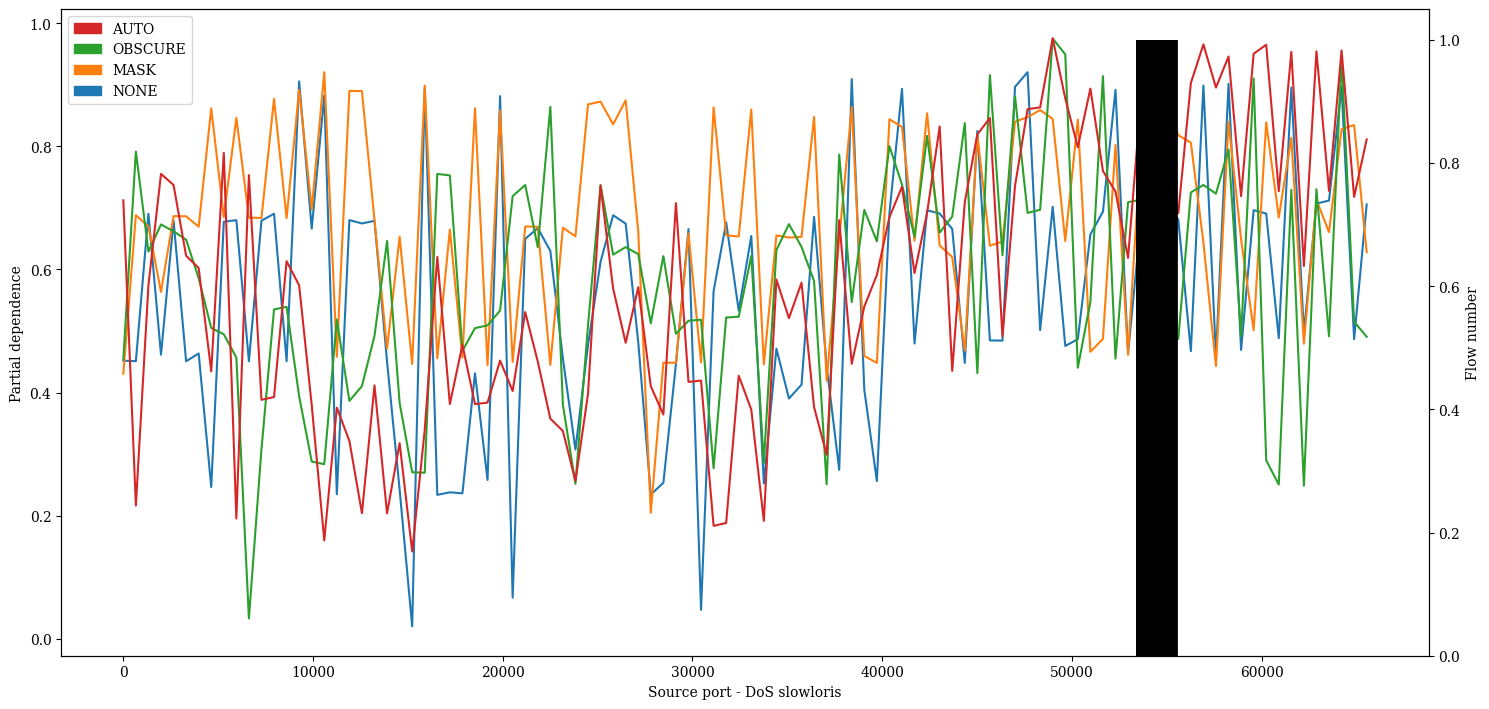 AUTO
OBSCURE
MASK
NONE
1.0
0.8
0.6
0.4
0.2
0.0
Partial dependence
0
10000
20000
30000
40000
50000
60000
Source port - DoS slowloris
1.0
0.8
0.6
0.4
0.2
0.0
Flow number